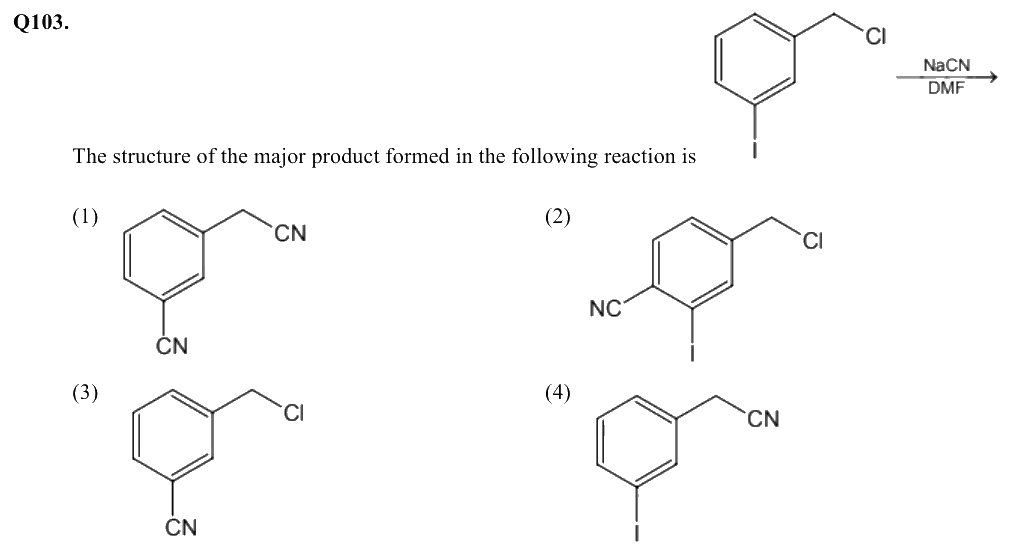 Q103.
Cl
NaCN
DMF
I
The structure of the major product formed in the following reaction is
(1)
CN
CN
(2)
Cl
NC
I
(3)
Cl
CN
(4)
CN
I